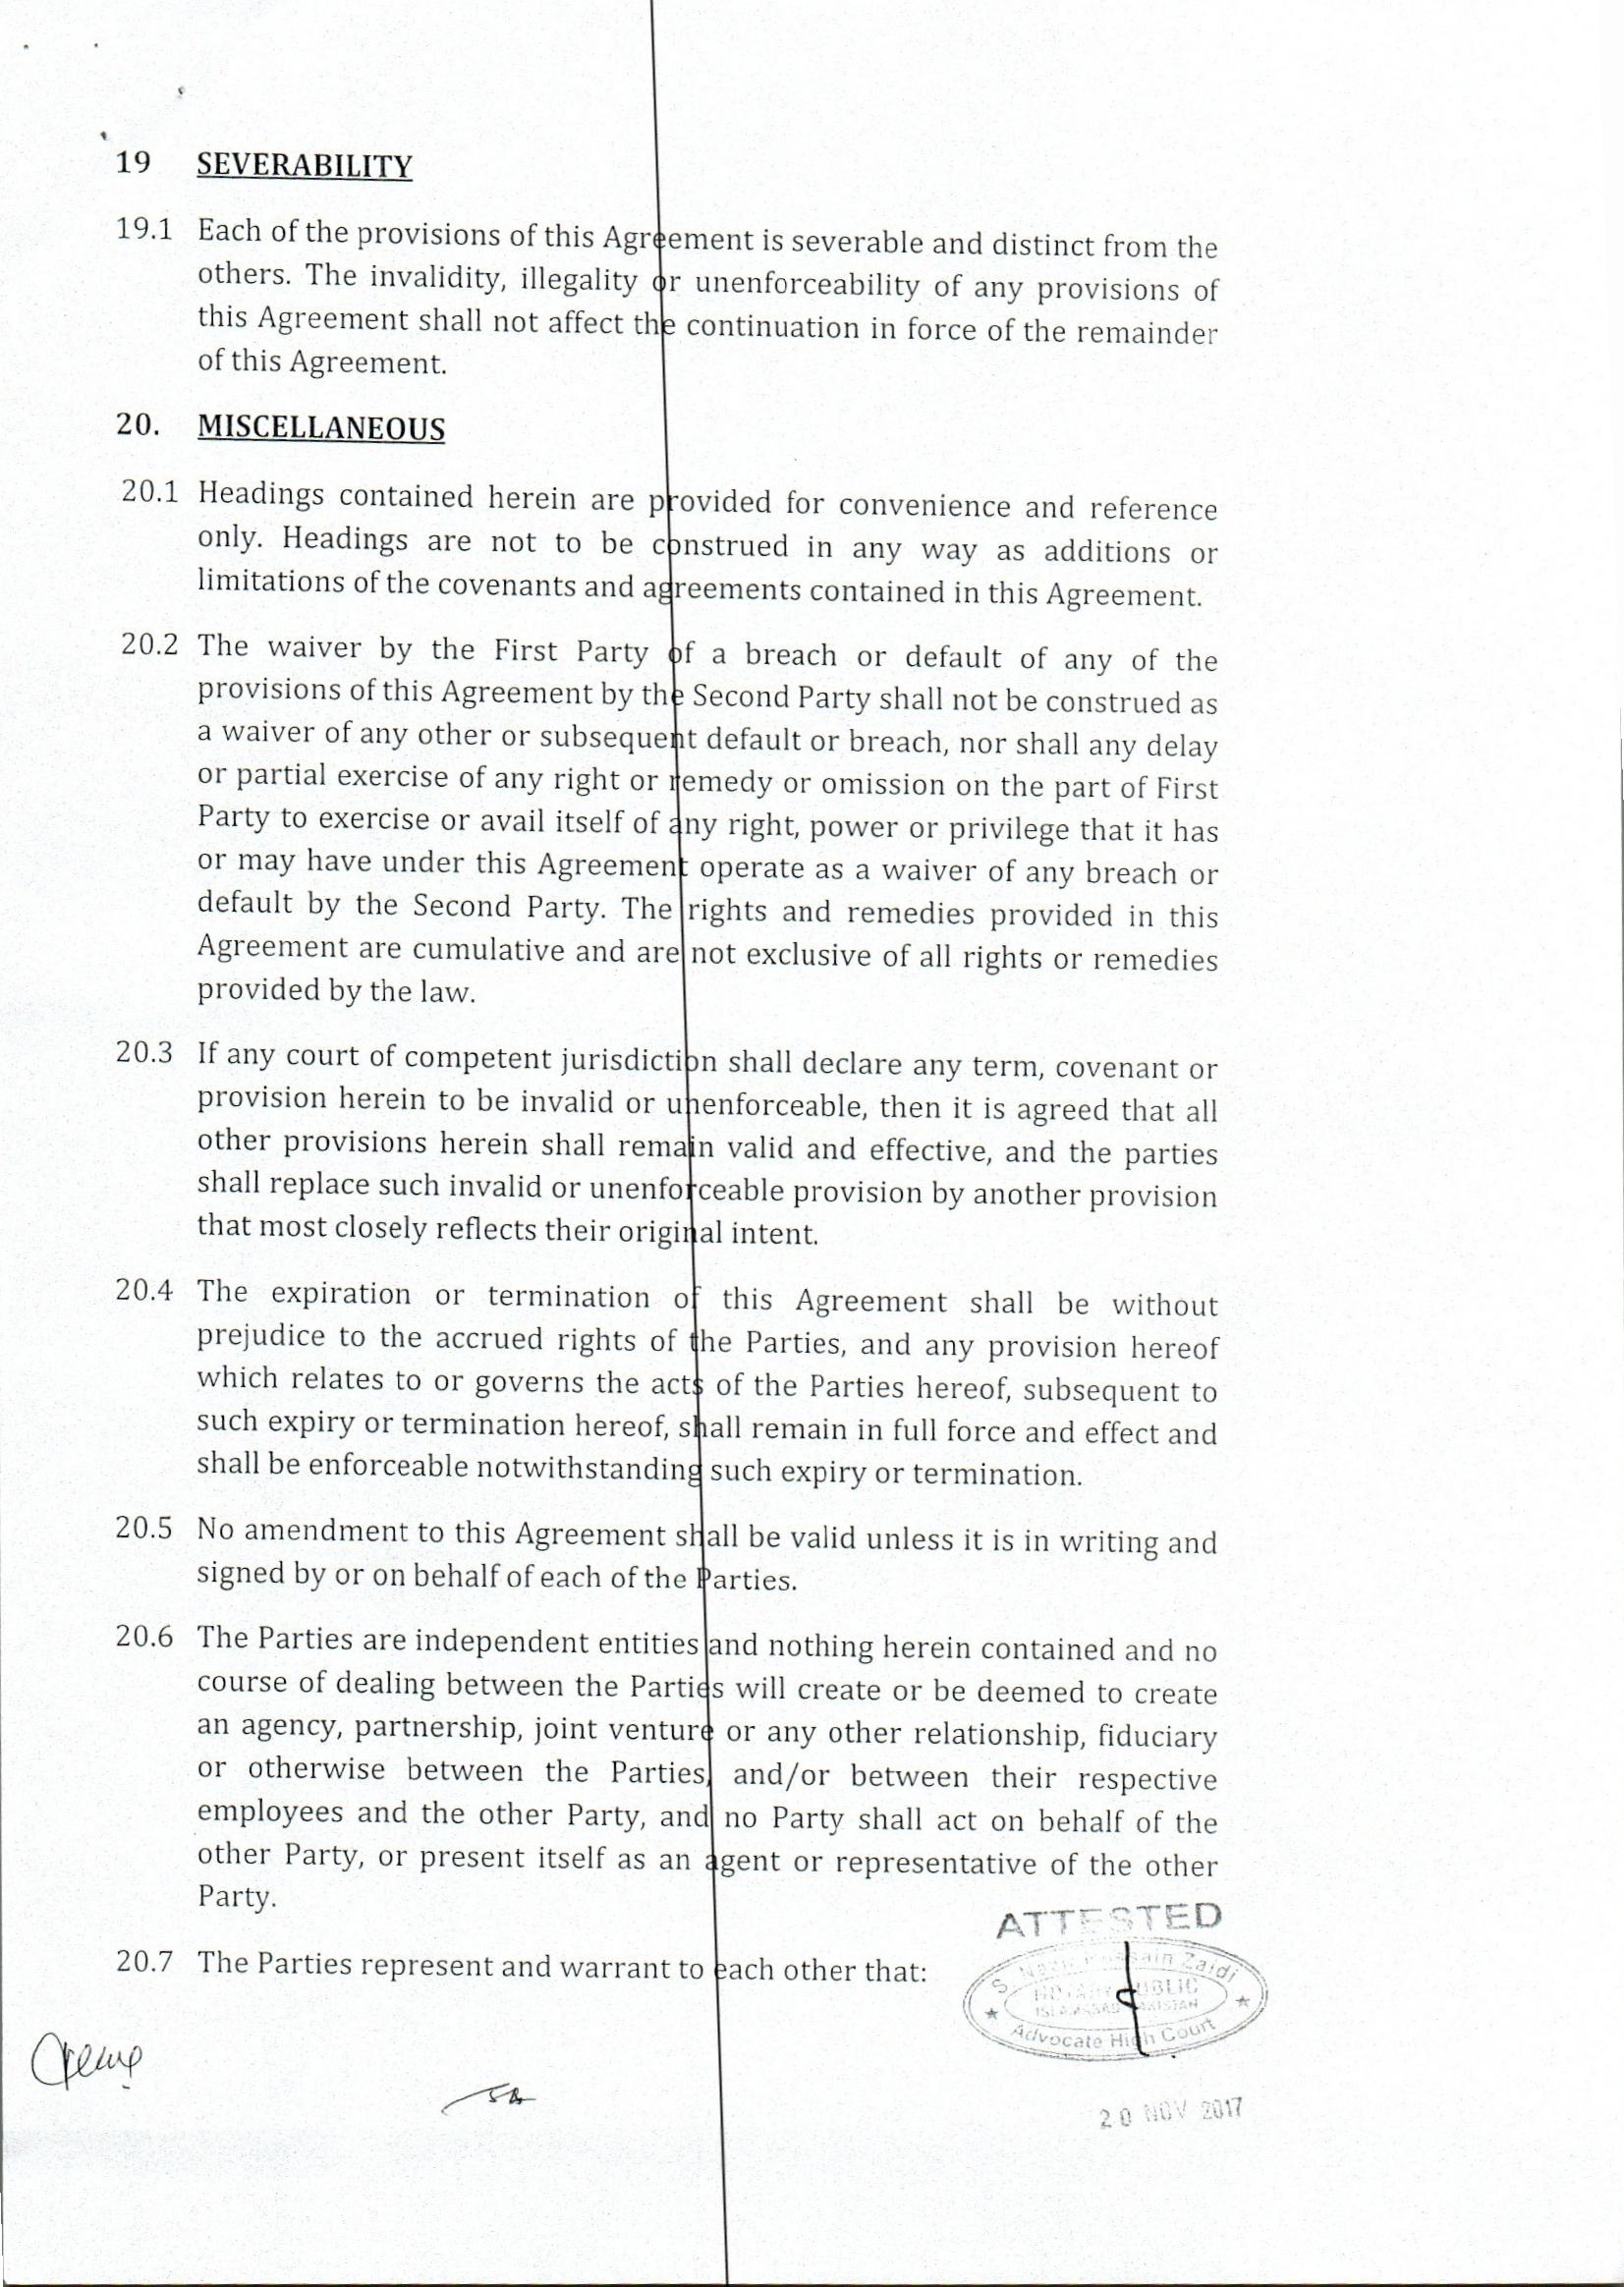 19 SEVERABILITY
19.1 Each of the provisions of this Agreement is severable and distinct from the
others. The invalidity, illegality or unenforceability of any provisions of
this Agreement shall not affect the continuation in force of the remainder
of this Agreement.
20. MISCELLANEOUS
20.1 Headings contained herein are provided for convenience and reference
only. Headings are not to be construed in any way as additions or
limitations of the covenants and agreements contained in this Agreement.
20.2 The waiver by the First Party of a breach or default of any of the
provisions of this Agreement by the Second Party shall not be construed as
a waiver of any other or subsequent default or breach, nor shall any delay
or partial exercise of any right or remedy or omission on the part of First
Party to exercise or avail itself of any right, power or privilege that it has
or may have under this Agreement operate as a waiver of any breach or
default by the Second Party. The rights and remedies provided in this
Agreement are cumulative and are not exclusive of all rights or remedies
provided by the law.
20.3 If any court of competent jurisdiction shall declare any term, covenant or
provision herein to be invalid or unenforceable, then it is agreed that all
other provisions herein shall remain valid and effective, and the parties
shall replace such invalid or unenforceable provision by another provision
that most closely reflects their original intent.
20.4 The expiration or termination of this Agreement shall be without
prejudice to the accrued rights of the Parties, and any provision hereof
which relates to or governs the acts of the Parties hereof, subsequent to
such expiry or termination hereof, shall remain in full force and effect and
shall be enforceable notwithstanding such expiry or termination.
20.5 No amendment to this Agreement shall be valid unless it is in writing and
signed by or on behalf of each of the Parties.
20.6 The Parties are independent entities and nothing herein contained and no
course of dealing between the Parties will create or be deemed to create
an agency, partnership, joint venture or any other relationship, fiduciary
or otherwise between the Parties, and/or between their respective
employees and the other Party, and no Party shall act on behalf of the
other Party, or present itself as an agent or representative of the other
Party.
ATTESTED
20.7 The Parties represent and warrant to each other that:
S. Zaidi
NOTARY PUBLIC
ISLAMABAD PAKISTAN
Advocate High Court
20 NOV 2017